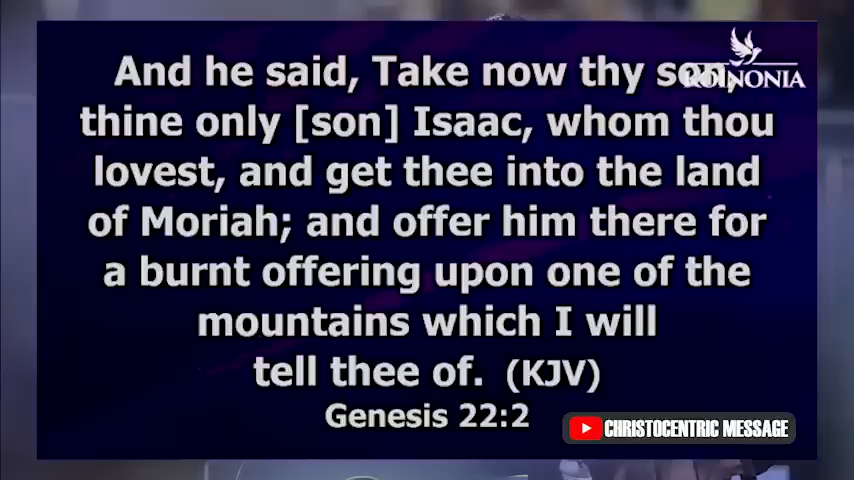 And he said, Take now thy son,
KOINONIA
thine only [son] Isaac, whom thou
lovest, and get thee into the land
of Moriah; and offer him there for
a burnt offering upon one of the
mountains which I will
tell thee of. (KJV)
Genesis 22:2
CHRISTOCENTRIC MESSAGE